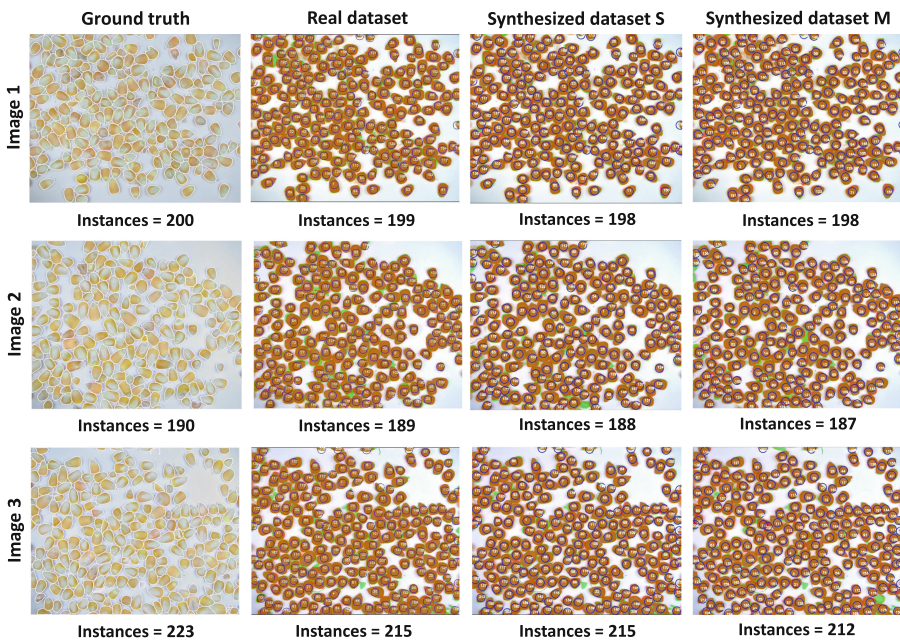 Ground truth Real dataset Synthesized dataset S Synthesized dataset M
Image 1
Instances = 200 Instances = 199 Instances = 198 Instances = 198
Image 2
Instances = 190 Instances = 189 Instances = 188 Instances = 187
Image 3
Instances = 223 Instances = 215 Instances = 215 Instances = 212